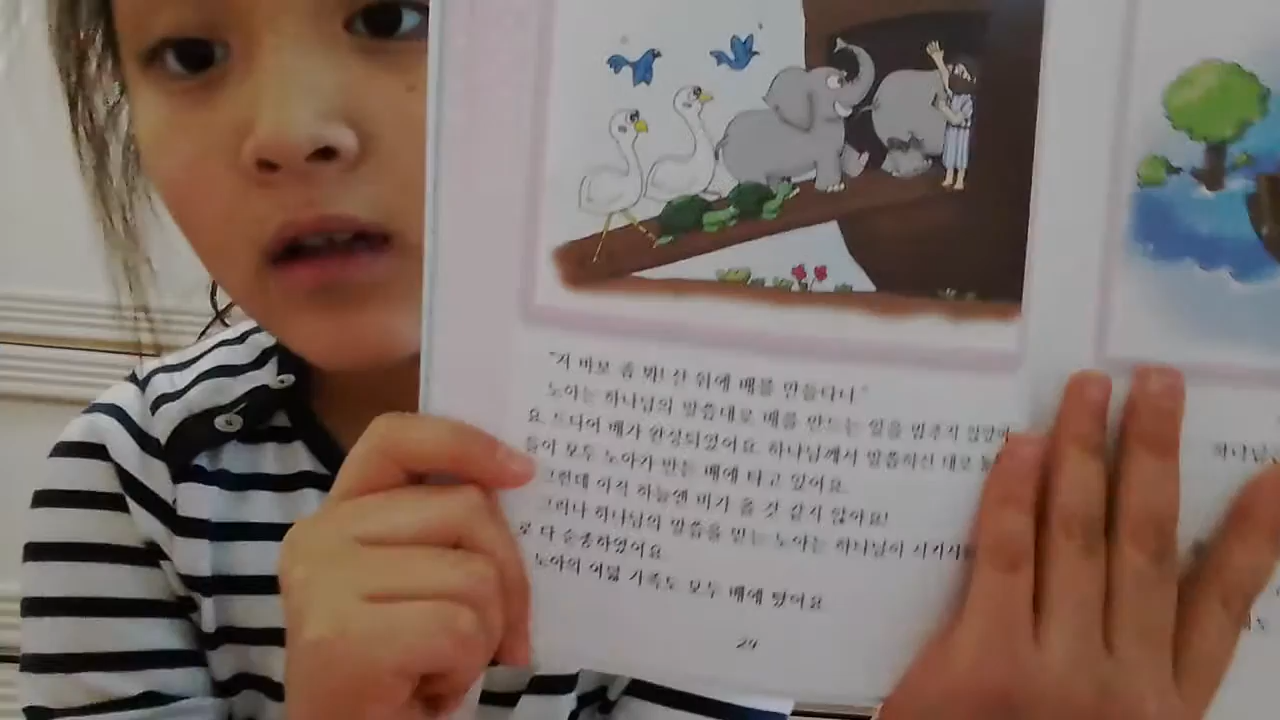 "저 바보 좀 봐! 산 위에 배를 만들다니."
노아는 하나님의 말씀대로 배를 만드는 일을 멈추지 않았어
요. 드디어 배가 완성되었어요. 하나님께서 말씀하신 대로
들이 모두 노아가 만든 배에 타고 있어요.
그런데 아직 하늘엔 비가 올 것 같지 않아요!
그러나 하나님의 말씀을 믿는 노아는 하나님이 시키시
로 다 순종하였어요.
노아의 여덟 가족도 모두 배에 탔어요.
29
하나님